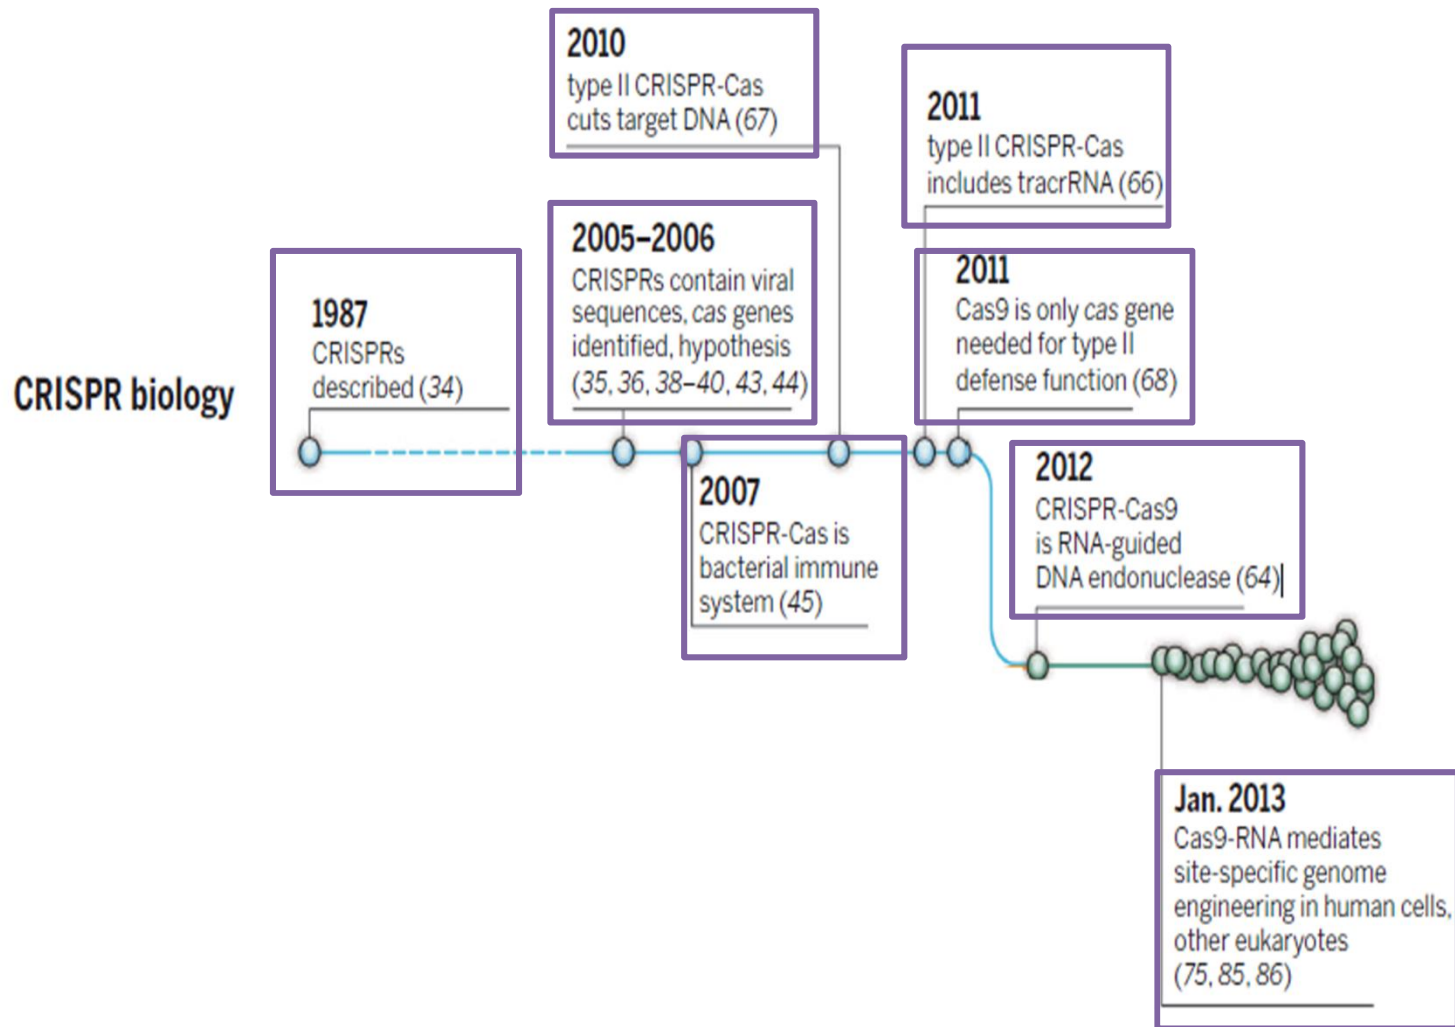 2010
type II CRISPR-Cas
cuts target DNA (67)
2011
type II CRISPR-Cas
includes tracrRNA (66)
2005–2006
CRISPRs contain viral
sequences, cas genes
identified, hypothesis
(35, 36, 38–40, 43, 44)
2011
Cas9 is only cas gene
needed for type II
defense function (68)
1987
CRISPRs
described (34)
CRISPR biology
2007
CRISPR-Cas is
bacterial immune
system (45)
2012
CRISPR-Cas9
is RNA-guided
DNA endonuclease (64)
Jan. 2013
Cas9-RNA mediates
site-specific genome
engineering in human cells,
other eukaryotes
(75, 85, 86)